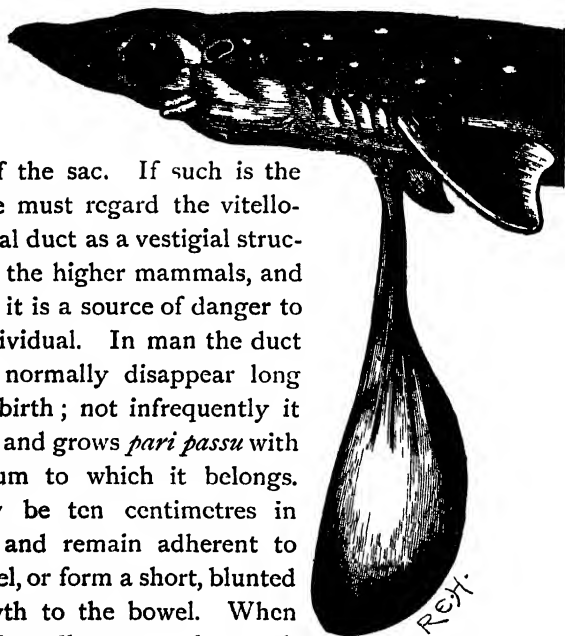 f the sac. If such is the
must regard the vitello-
al duct as a vestigial struc-
the higher mammals, and
it is a source of danger to
ividual. In man the duct
normally disappear long
birth ; not infrequently it
and grows pari passu with
um to which it belongs.
be ten centimetres in
and remain adherent to
el, or form a short, blunted
th to the bowel. When
R.E.H.